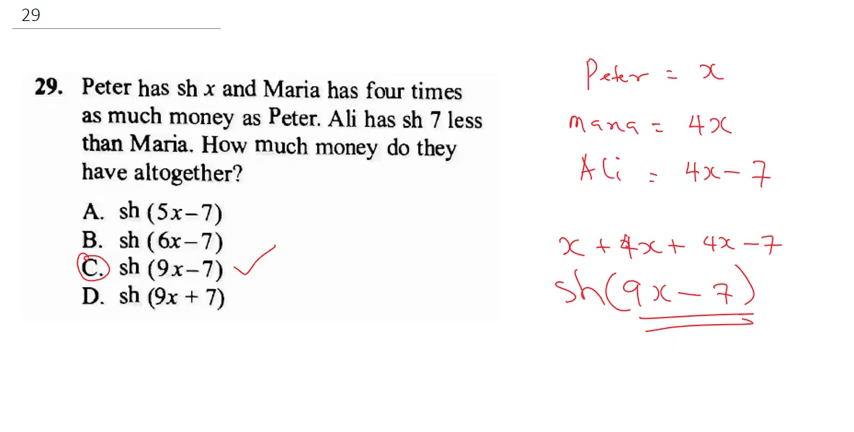 29
29. Peter has sh x and Maria has four times
as much money as Peter. Ali has sh 7 less
than Maria. How much money do they
have altogether?
A. sh (5x−7)
B. sh (6x−7)
C. sh (9x−7)
D. sh (9x + 7)
Peter = x
Maria = 4x
Ali = 4x − 7
x + 4x + 4x − 7
sh(9x − 7)